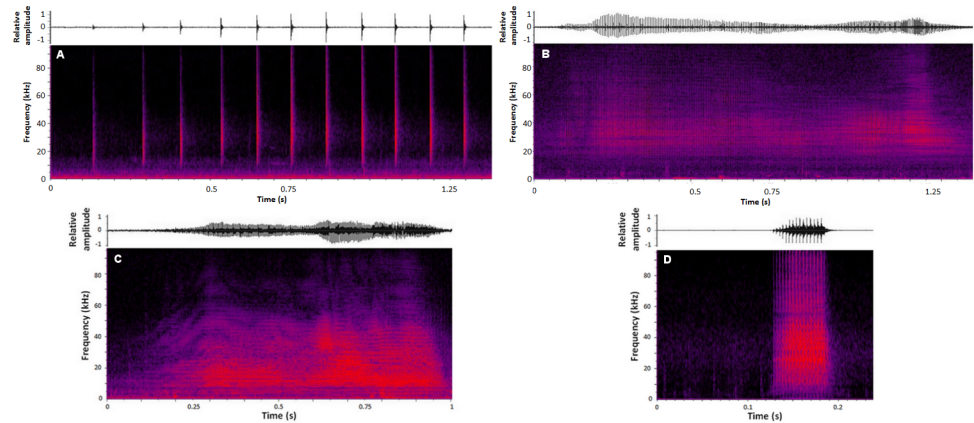 Relative
amplitude
1
0
-1
A
Frequency (kHz)
80
60
40
20
0
0 0.5 0.75 1.25
Time (s)
Relative
amplitude
1
0
-1
B
Frequency (kHz)
80
60
40
20
0
0 0.5 0.75 1.25
Time (s)
Relative
amplitude
1
0
-1
C
Frequency (kHz)
80
60
40
20
0
0 0.25 0.5 0.75 1
Time (s)
Relative
amplitude
1
0
-1
D
Frequency (kHz)
80
60
40
20
0
0 0.1 0.2
Time (s)